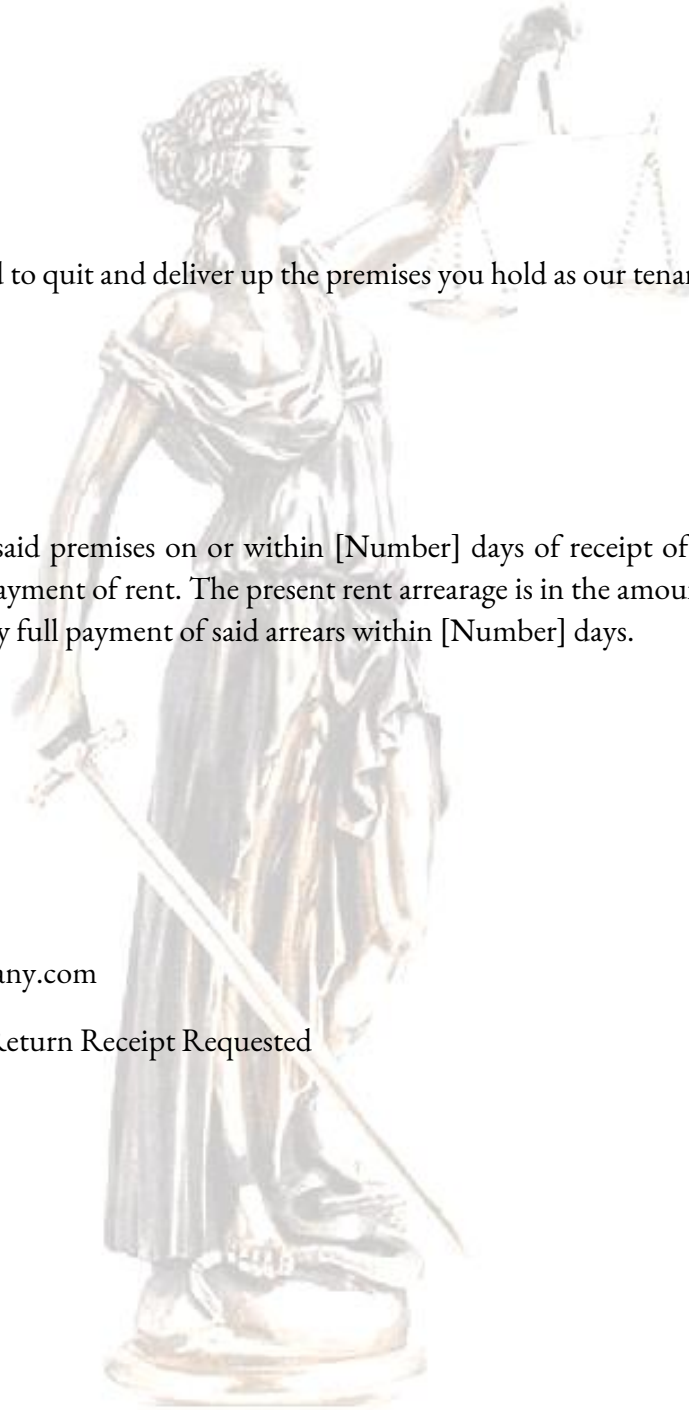 to quit and deliver up the premises you hold as our
said premises on or within [Number] days of receipt of
ayment of rent. The present rent arrearage is in the
full payment of said arrears within [Number] days.
any.com
Return Receipt Requested